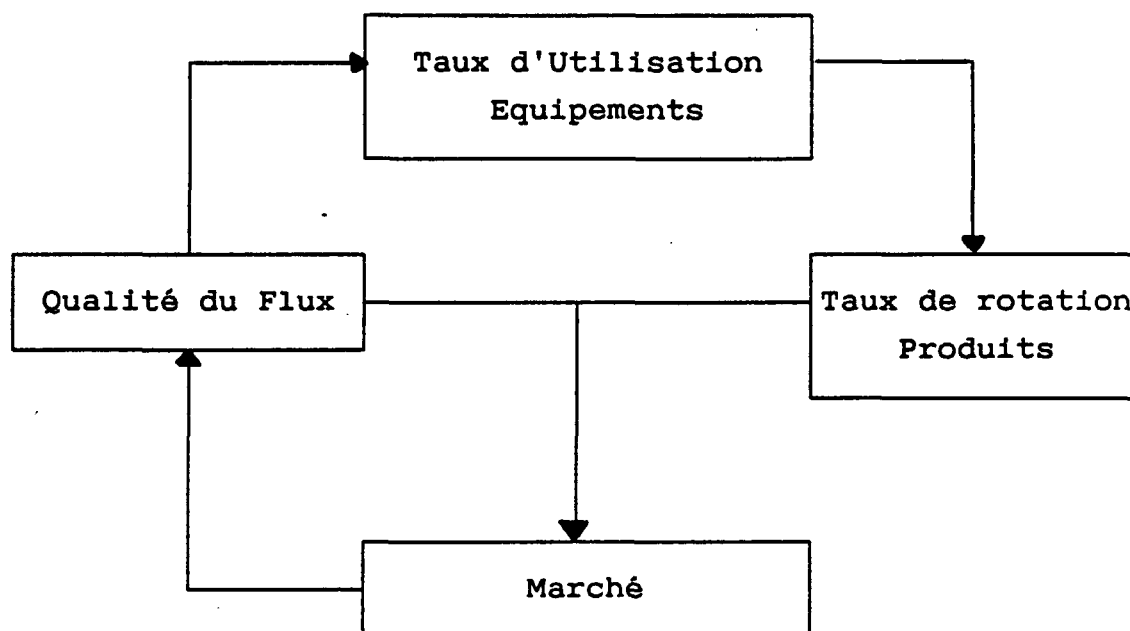 Taux d'Utilisation
Equipements
Qualité du Flux
Taux de rotation
Produits
Marché